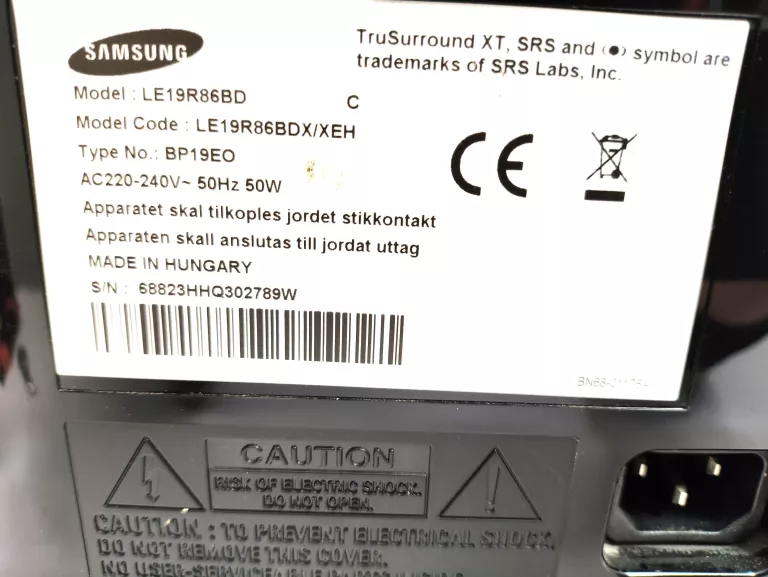 SAMSUNG
TruSurround XT, SRS and (●) symbol are
trademarks of SRS Labs, Inc.
Model : LE19R86BD C
Model Code : LE19R86BDX/XEH
Type No.: BP19EO
AC220-240V~ 50Hz 50W
Apparatet skal tilkoples jordet stikkontakt
Apparaten skall anslutas till jordat uttag
MADE IN HUNGARY
S/N : 68823HHQ302789W
CE
CAUTION
RISK OF ELECTRIC SHOCK.
DO NOT OPEN.
CAUTION : TO PREVENT ELECTRICAL SHOCK,
DO NOT REMOVE THIS COVER.
NO USER-SERVICEABLE